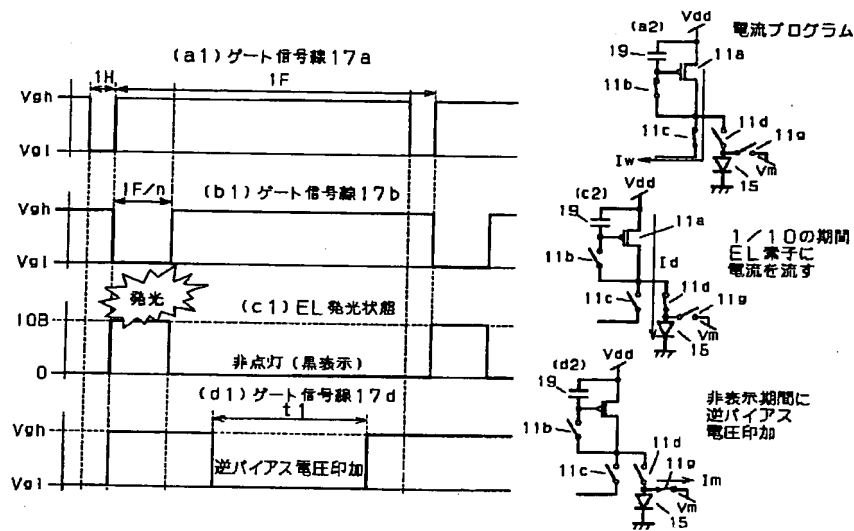 (a1)ゲート信号線17a
1H
1F
Vgh
Vgl
(b1)ゲート信号線17b
1F/n
Vgh
Vgl
発光
(c1)EL発光状態
10B
0
非点灯(黒表示)
(d1)ゲート信号線17d
t1
Vgh
Vgl
逆バイアス電圧印加
(a2)
Vdd
電流プログラム
19
11a
11b
11c
11d
11g
Iw
Vm
15
(c2)
Vdd
19
11a
11b
Id
11c
11d
11g
Vm
15
1/10の期間
EL素子に
電流を流す
(d2)
Vdd
19
11b
11c
11d
11g
Im
Vm
15
非表示期間に
逆バイアス
電圧印加